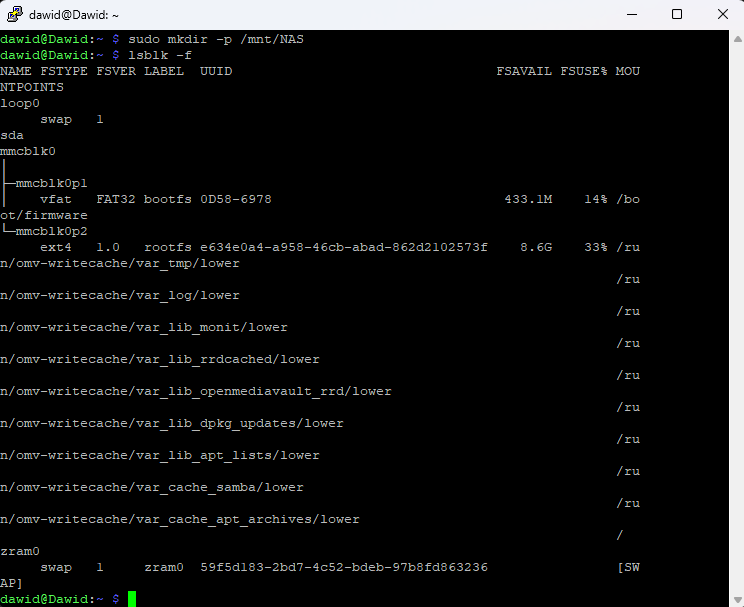 dawid@Dawid: ~
dawid@Dawid:~ $ sudo mkdir -p /mnt/NAS
dawid@Dawid:~ $ lsblk -f
NAME FSTYPE FSVER LABEL  UUID                                 FSAVAIL FSUSE% MOU
NTPOINTS
loop0
     swap   1
sda
mmcblk0
│
├─mmcblk0p1
│    vfat   FAT32 bootfs 0D58-6978                             433.1M    14% /bo
ot/firmware
└─mmcblk0p2
     ext4   1.0   rootfs e634e0a4-a958-46cb-abad-862d2102573f    8.6G    33% /ru
n/omv-writecache/var_tmp/lower
                                                                             /ru
n/omv-writecache/var_log/lower
                                                                             /ru
n/omv-writecache/var_lib_monit/lower
                                                                             /ru
n/omv-writecache/var_lib_rrdcached/lower
                                                                             /ru
n/omv-writecache/var_lib_openmediavault_rrd/lower
                                                                             /ru
n/omv-writecache/var_lib_dpkg_updates/lower
                                                                             /ru
n/omv-writecache/var_lib_apt_lists/lower
                                                                             /ru
n/omv-writecache/var_cache_samba/lower
                                                                             /ru
n/omv-writecache/var_cache_apt_archives/lower
                                                                             /
zram0
     swap   1     zram0  59f5d183-2bd7-4c52-bdeb-97b8fd863236                [SW
AP]
dawid@Dawid:~ $